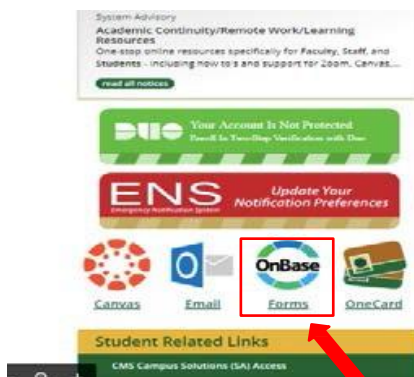 System Advisory
Academic Continuity/Remote Work/Learning
Resources
One-stop online resources specifically for Faculty, Staff, and
Students - including how to's and support for Zoom, Canvas,...
read all notices
DUO Your Account Is Not Protected
Enroll In Two-Step Verification with Duo
ENS Update Your
Emergency Notification System Notification Preferences
OnBase
Canvas Email Forms OneCard
Student Related Links
CMS Campus Solutions (SA) Access